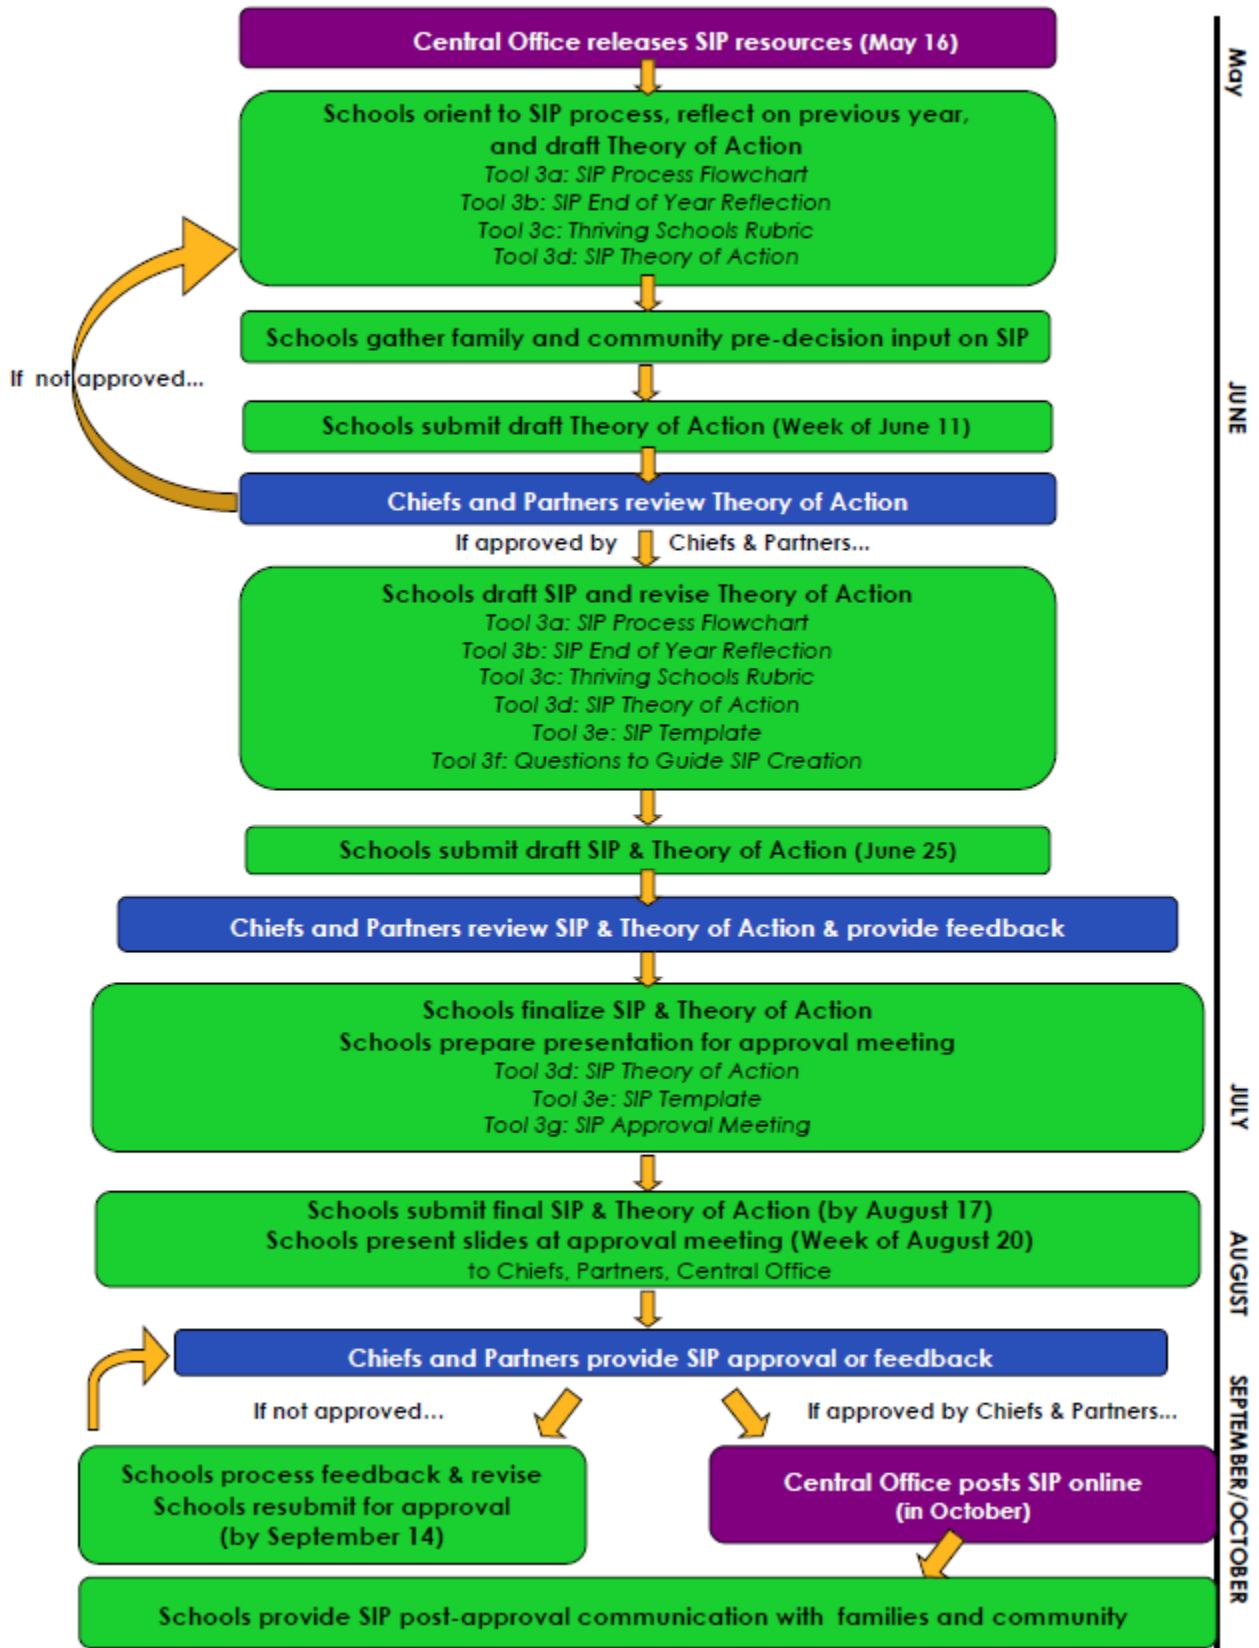 Central Office releases SIP resources (May 16)
May
Schools orient to SIP process, reflect on previous year,
and draft Theory of Action
Tool 3a: SIP Process Flowchart
Tool 3b: SIP End of Year Reflection
Tool 3c: Thriving Schools Rubric
Tool 3d: SIP Theory of Action
Schools gather family and community pre-decision input on SIP
If not approved...
JUNE
Schools submit draft Theory of Action (Week of June 11)
Chiefs and Partners review Theory of Action
If approved by Chiefs & Partners...
Schools draft SIP and revise Theory of Action
Tool 3a: SIP Process Flowchart
Tool 3b: SIP End of Year Reflection
Tool 3c: Thriving Schools Rubric
Tool 3d: SIP Theory of Action
Tool 3e: SIP Template
Tool 3f: Questions to Guide SIP Creation
Schools submit draft SIP & Theory of Action (June 25)
Chiefs and Partners review SIP & Theory of Action & provide feedback
Schools finalize SIP & Theory of Action
Schools prepare presentation for approval meeting
Tool 3d: SIP Theory of Action
Tool 3e: SIP Template
Tool 3g: SIP Approval Meeting
JULY
Schools submit final SIP & Theory of Action (by August 17)
Schools present slides at approval meeting (Week of August 20)
to Chiefs, Partners, Central Office
AUGUST
Chiefs and Partners provide SIP approval or feedback
If not approved...
If approved by Chiefs & Partners...
Schools process feedback & revise
Schools resubmit for approval
(by September 14)
Central Office posts SIP online
(in October)
SEPTEMBER/OCTOBER
Schools provide SIP post-approval communication with families and community